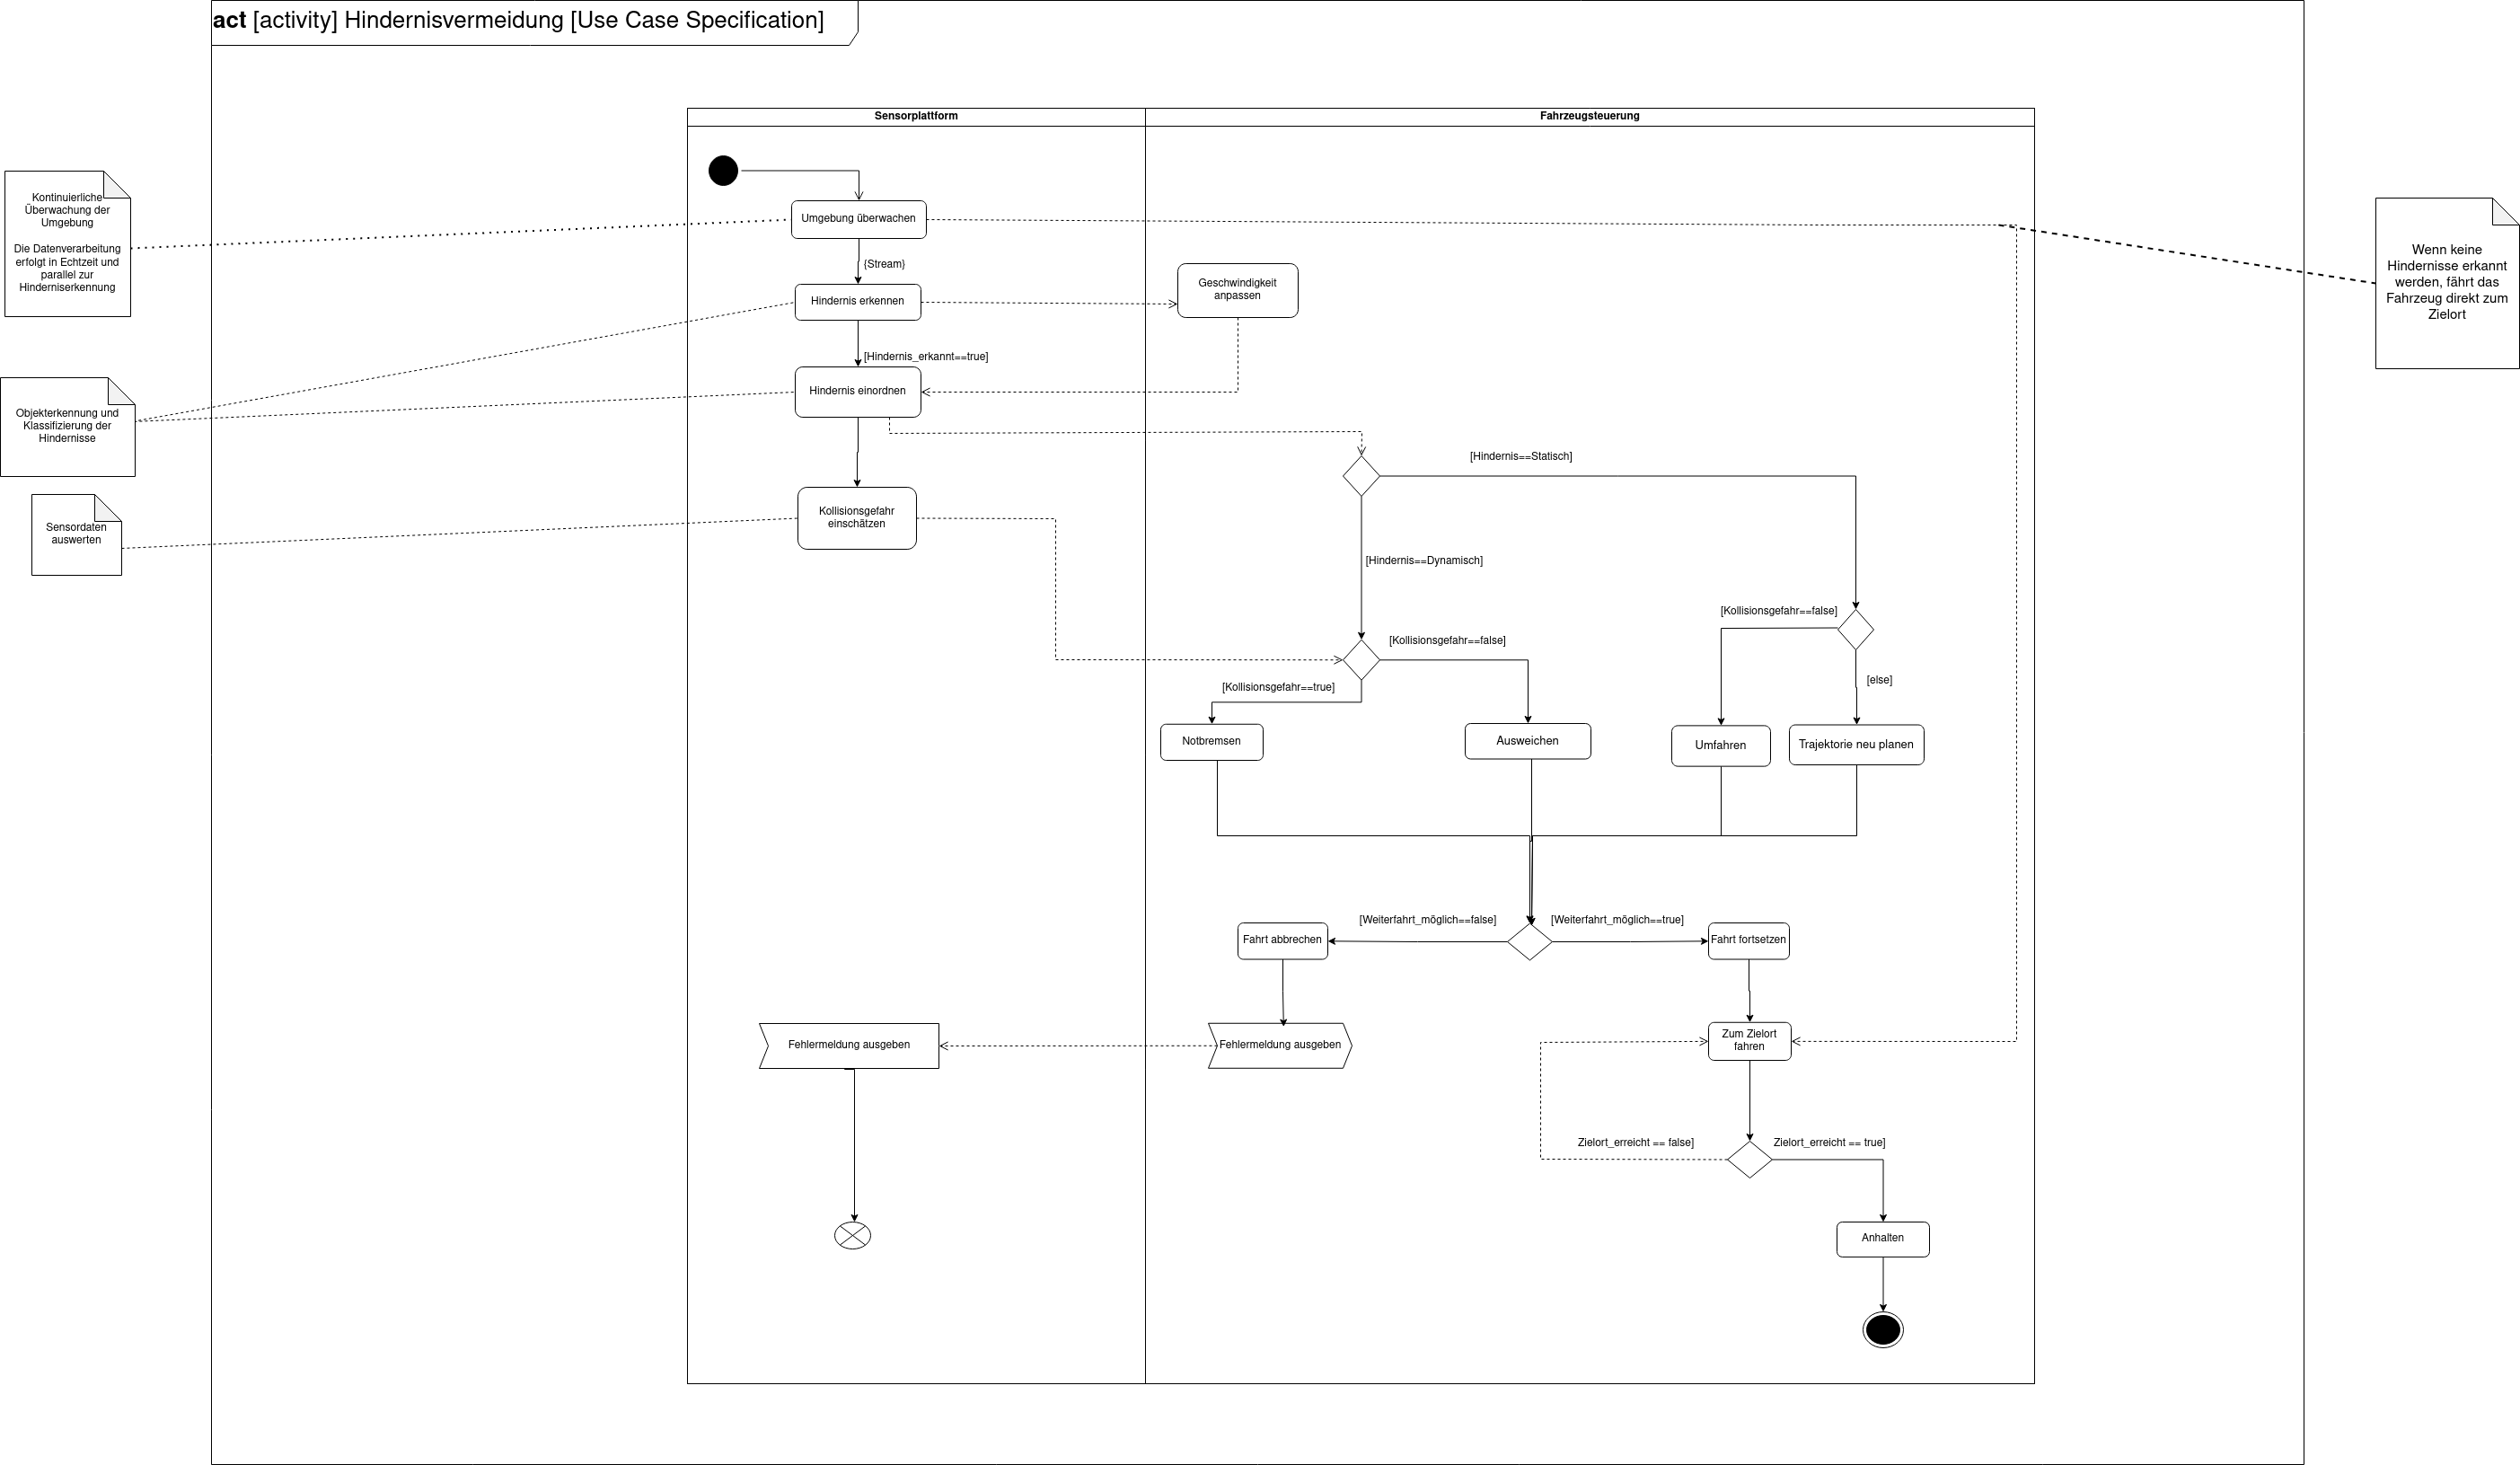 act [activity] Hindernisvermeidung [Use Case Specification]
Sensorplattform
Fahrzeugsteuerung
Kontinuierliche
Überwachung der
Umgebung
Die Datenverarbeitung
erfolgt in Echtzeit und
parallel zur
Hinderniserkennung
Umgebung überwachen
Wenn keine
Hindernisse erkannt
werden, fährt das
Fahrzeug direkt zum
Zielort
{Stream}
Geschwindigkeit
anpassen
Hindernis erkennen
[Hindernis_erkannt==true]
Hindernis einordnen
Objekterkennung und
Klassifizierung der
Hindernisse
[Hindernis==Statisch]
Sensordaten
auswerten
Kollisionsgefahr
einschätzen
[Hindernis==Dynamisch]
[Kollisionsgefahr==false]
[Kollisionsgefahr==false]
[else]
[Kollisionsgefahr==true]
Notbremsen
Ausweichen
Umfahren
Trajektorie neu planen
[Weiterfahrt_möglich==false]
[Weiterfahrt_möglich==true]
Fahrt abbrechen
Fahrt fortsetzen
Fehlermeldung ausgeben
Fehlermeldung ausgeben
Zum Zielort
fahren
Zielort_erreicht == false]
Zielort_erreicht == true]
Anhalten